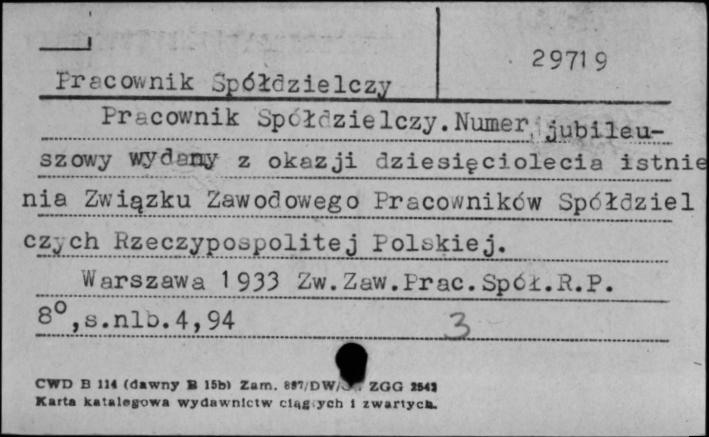 29719
Pracownik Spółdzielczy
Pracownik Spółdzielczy. Numer jubileu-
szowy wydany z okazji dziesięciolecia istnie
nia Związku Zawodowego Pracowników Spółdziel
czych Rzeczypospolitej Polskiej.
Warszawa 1933 Zw.Zaw.Prac.Spół.R.P.
8°,s.nlb.4,94
3
CWD B 114 (dawny B 15b) Zam. ZGG
Karta katalogowa wydawnictw ciągłych i zwartych.